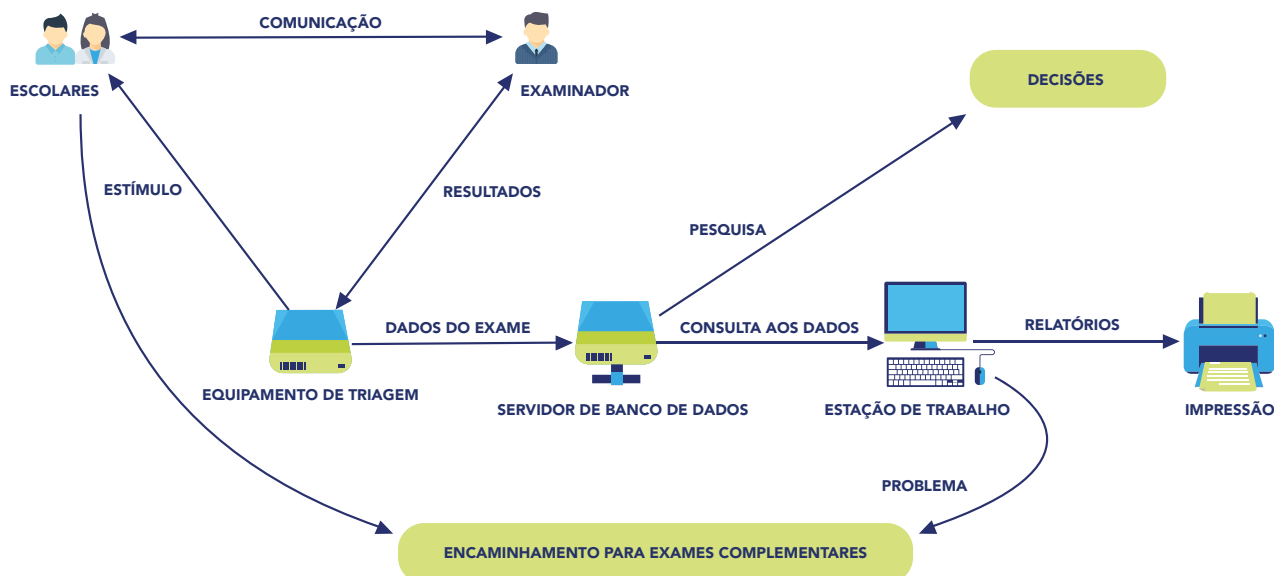 COMUNICAÇÃO
ESCOLARES
EXAMINADOR
DECISÕES
ESTÍMULO
RESULTADOS
PESQUISA
DADOS DO EXAME
CONSULTA AOS DADOS
RELATÓRIOS
EQUIPAMENTO DE TRIAGEM
SERVIDOR DE BANCO DE DADOS
ESTAÇÃO DE TRABALHO
IMPRESSÃO
PROBLEMA
ENCAMINHAMENTO PARA EXAMES COMPLEMENTARES